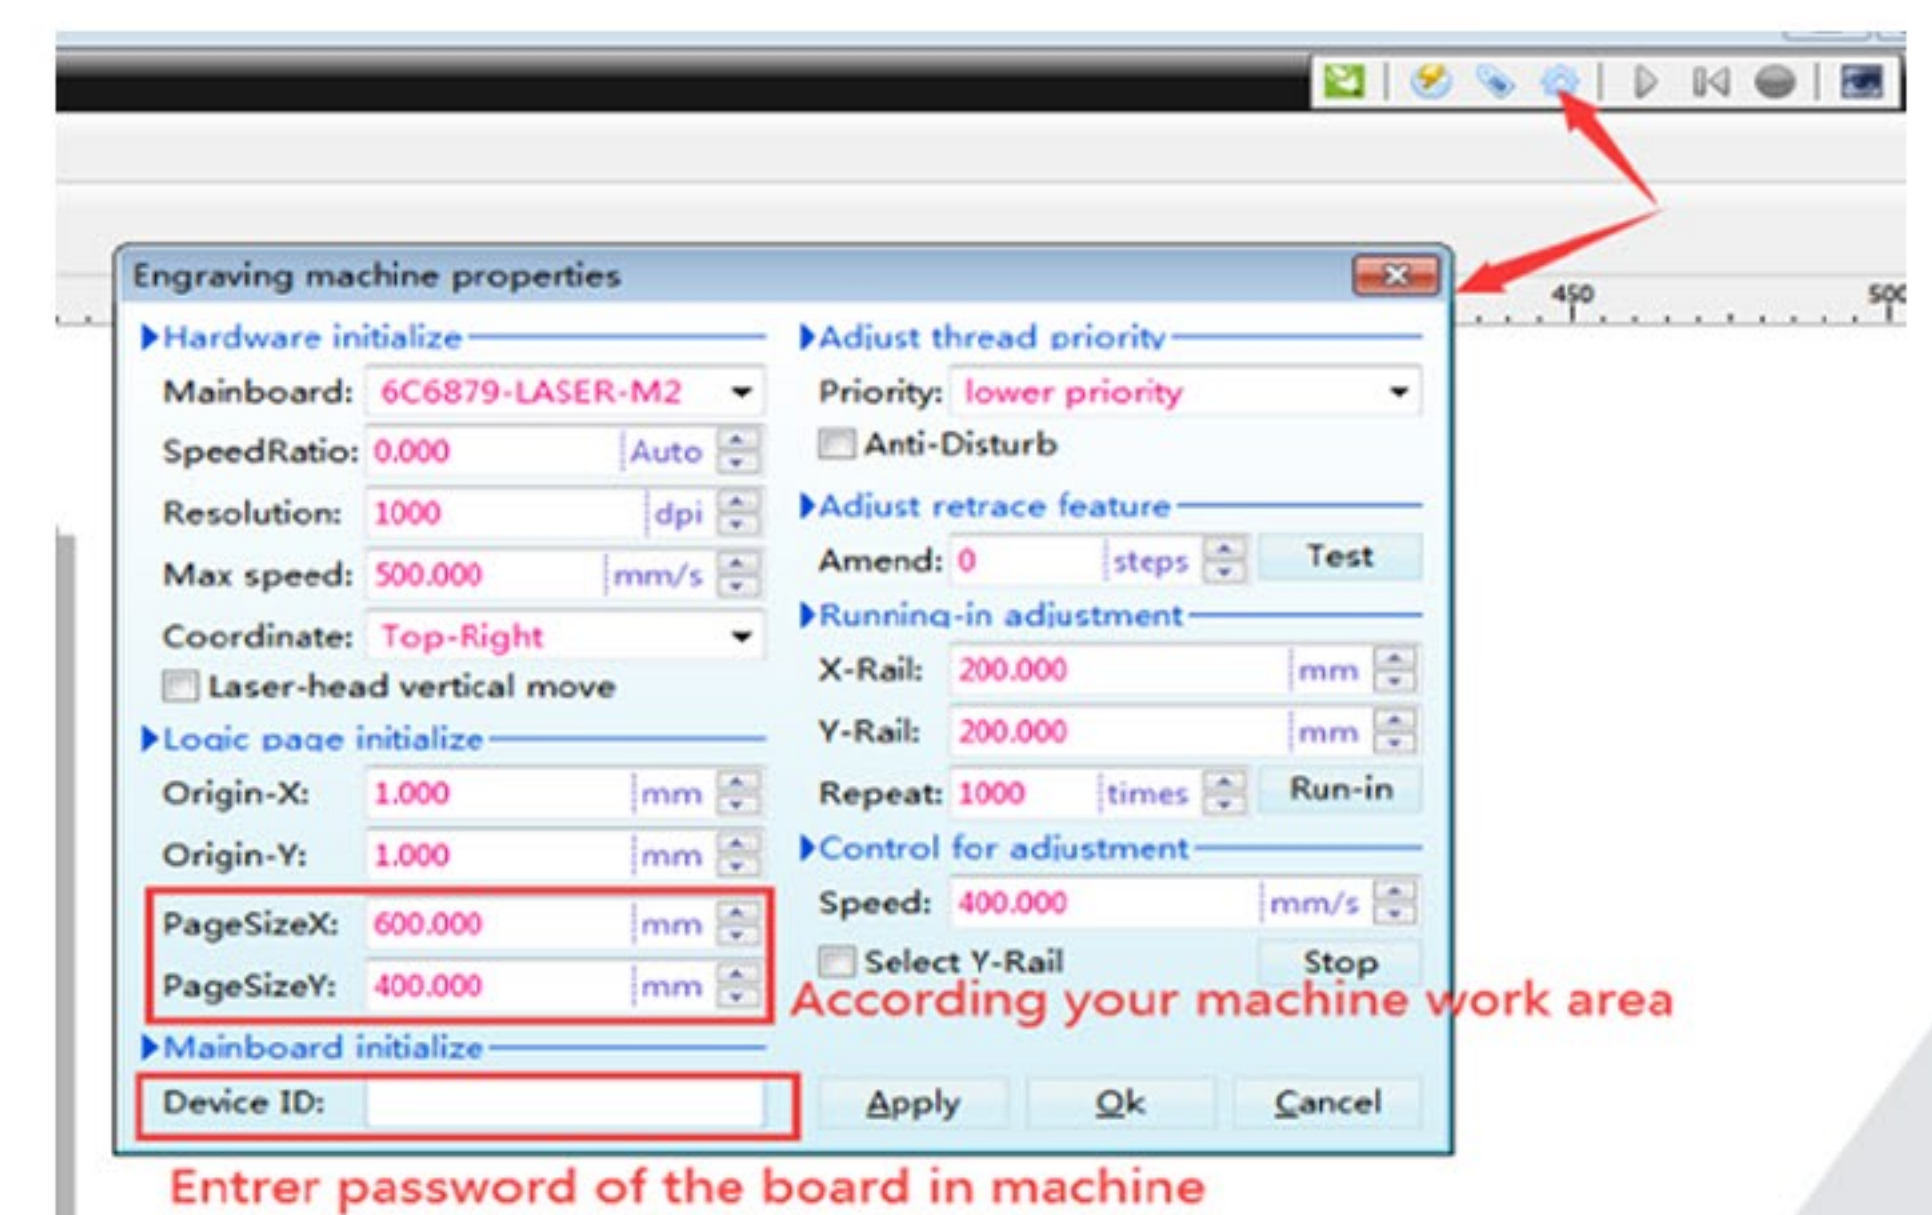 450
500
Engraving machine properties
Hardware initialize
Mainboard: 6C6879-LASER-M2
SpeedRatio: 0.000 Auto
Resolution: 1000 dpi
Max speed: 500.000 mm/s
Coordinate: Top-Right
Laser-head vertical move
Logic page initialize
Origin-X: 1.000 mm
Origin-Y: 1.000 mm
PageSizeX: 600.000 mm
PageSizeY: 400.000 mm
Mainboard initialize
Device ID:
Adjust thread priority
Priority: lower priority
Anti-Disturb
Adjust retrace feature
Amend: 0 steps Test
Running-in adjustment
X-Rail: 200.000 mm
Y-Rail: 200.000 mm
Repeat: 1000 times Run-in
Control for adjustment
Speed: 400.000 mm/s
Select Y-Rail Stop
According your machine work area
Apply Ok Cancel
Entrer password of the board in machine